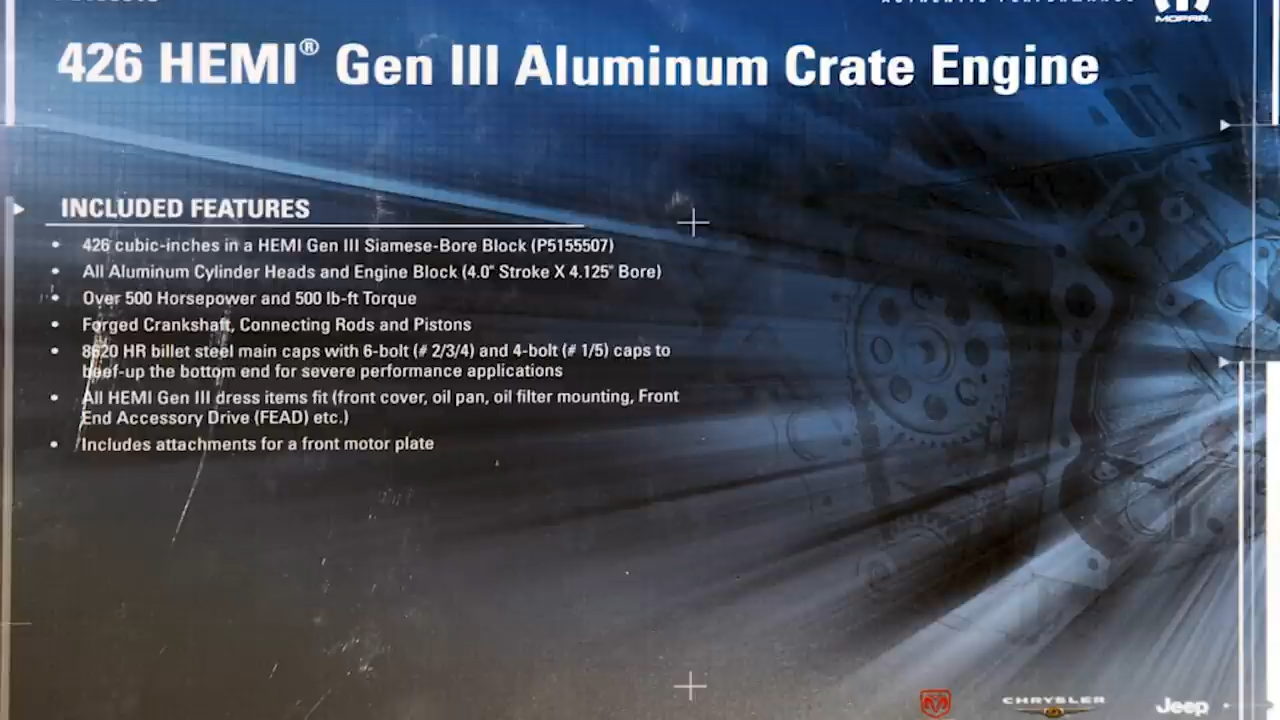 AUTHENTIC PERFORMANCE
MOPAR.
426 HEMI® Gen III Aluminum Crate Engine
INCLUDED FEATURES
• 426 cubic-inches in a HEMI Gen III Siamese-Bore Block (P5155507)
• All Aluminum Cylinder Heads and Engine Block (4.0" Stroke X 4.125" Bore)
• Over 500 Horsepower and 500 lb-ft Torque
• Forged Crankshaft, Connecting Rods and Pistons
• 8620 HR billet steel main caps with 6-bolt (# 2/3/4) and 4-bolt (# 1/5) caps to
beef-up the bottom end for severe performance applications
• All HEMI Gen III dress items fit (front cover, oil pan, oil filter mounting, Front
End Accessory Drive (FEAD) etc.)
• Includes attachments for a front motor plate
CHRYSLER
Jeep